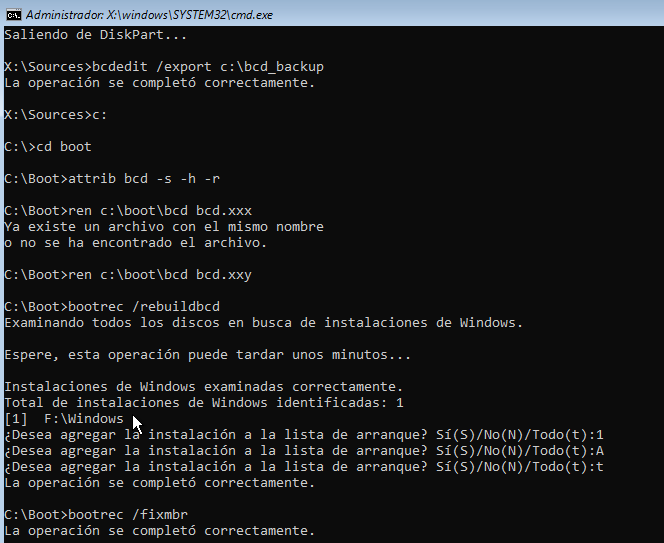 Administrador: X:\windows\SYSTEM32\cmd.exe
Saliendo de DiskPart...
X:\Sources>bcdedit /export c:\bcd_backup
La operación se completó correctamente.
X:\Sources>c:
C:\>cd boot
C:\Boot>attrib bcd -s -h -r
C:\Boot>ren c:\boot\bcd bcd.xxx
Ya existe un archivo con el mismo nombre
o no se ha encontrado el archivo.
C:\Boot>ren c:\boot\bcd bcd.xxy
C:\Boot>bootrec /rebuildbcd
Examinando todos los discos en busca de instalaciones de Windows.
Espere, esta operación puede tardar unos minutos...
Instalaciones de Windows examinadas correctamente.
Total de instalaciones de Windows identificadas: 1
[1]  F:\Windows
¿Desea agregar la instalación a la lista de arranque? Sí(S)/No(N)/Todo(t):1
¿Desea agregar la instalación a la lista de arranque? Sí(S)/No(N)/Todo(t):A
¿Desea agregar la instalación a la lista de arranque? Sí(S)/No(N)/Todo(t):t
La operación se completó correctamente.
C:\Boot>bootrec /fixmbr
La operación se completó correctamente.